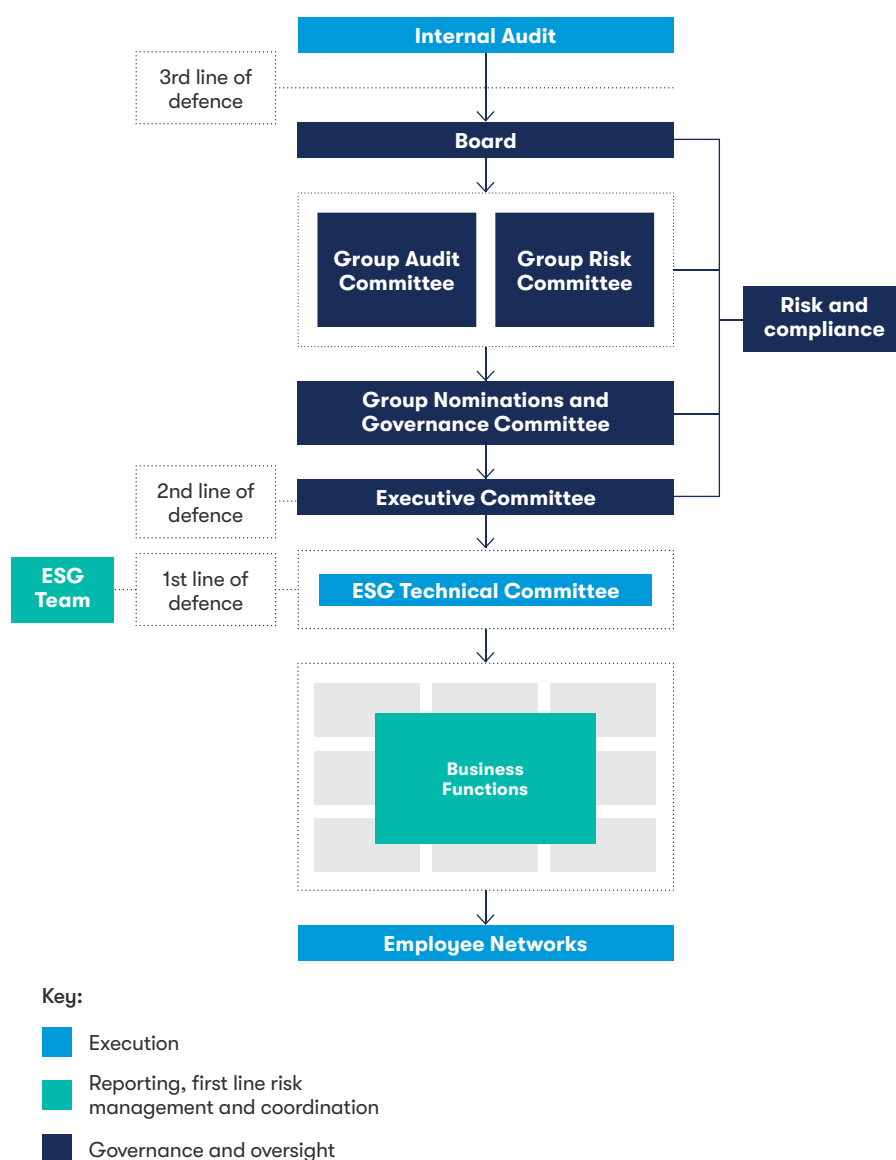 Internal Audit
3rd line of
defence
Board
Group Audit
Committee
Group Risk
Committee
Risk and
compliance
Group Nominations and
Governance Committee
2nd line of
defence
Executive Committee
ESG
Team
1st line of
defence
ESG Technical Committee
Business
Functions
Employee Networks
Key:
Execution
Reporting, first line risk
management and coordination
Governance and oversight